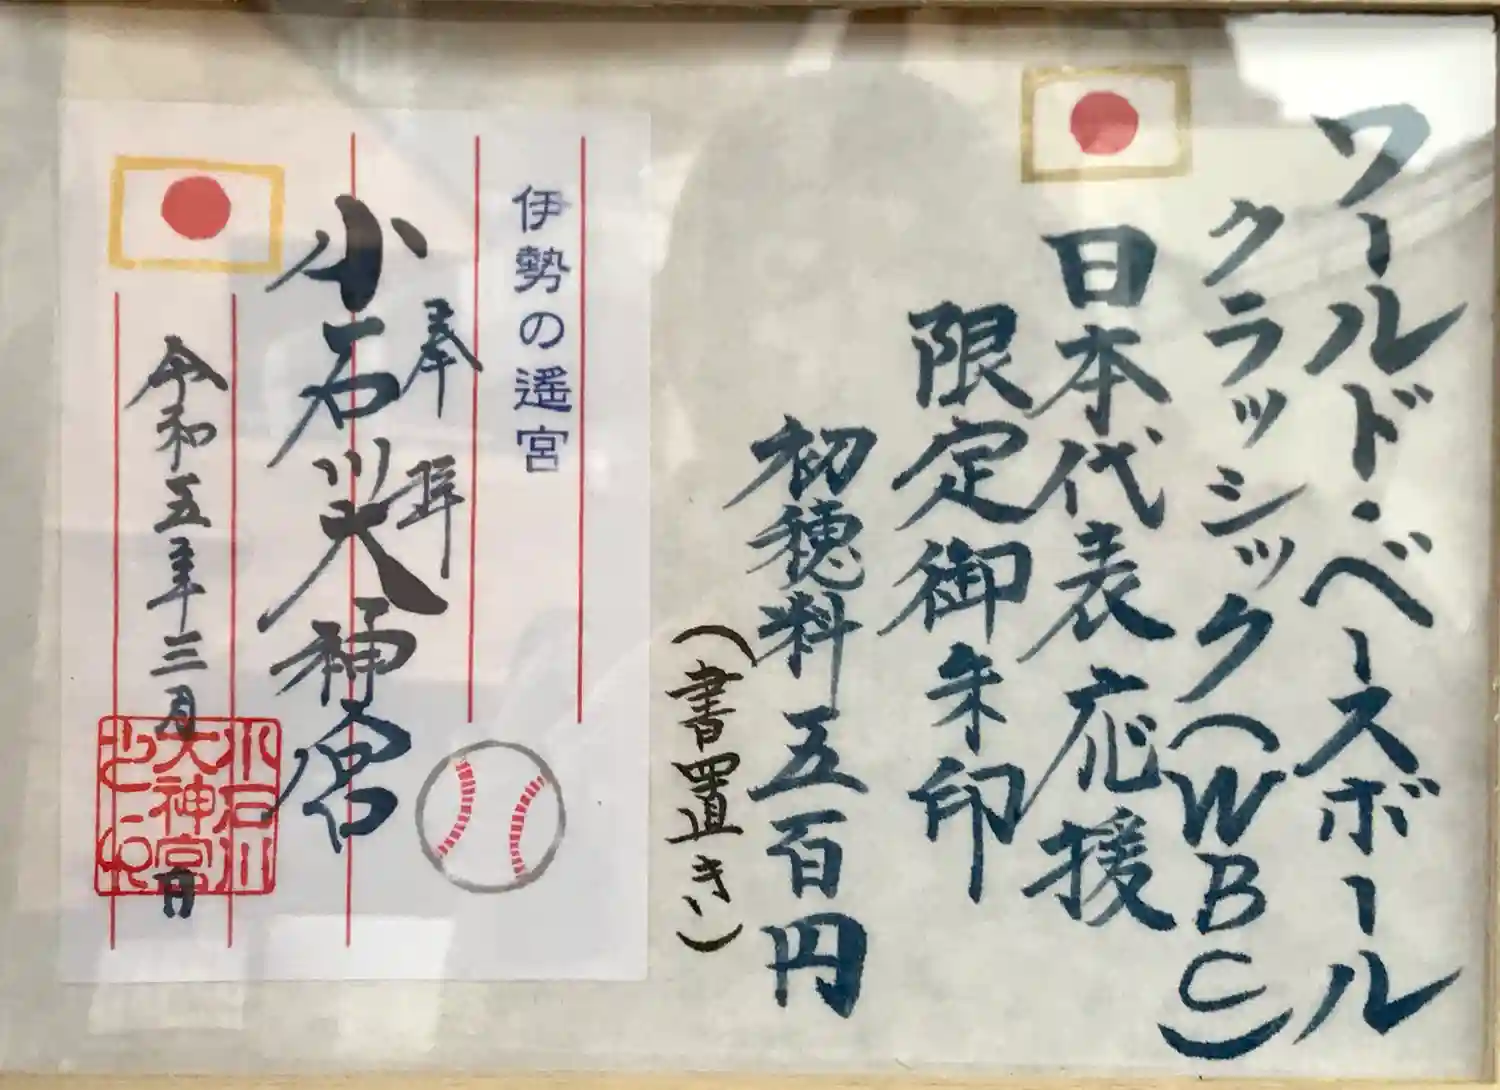 ワールド・ベースボール
クラッシック(WBC)
日本代表応援
限定御朱印
初穂料五百円
(書置き)
伊勢の遥宮
奉拝
小石川大神宮
令和五年三月 日
小石川
大神宮